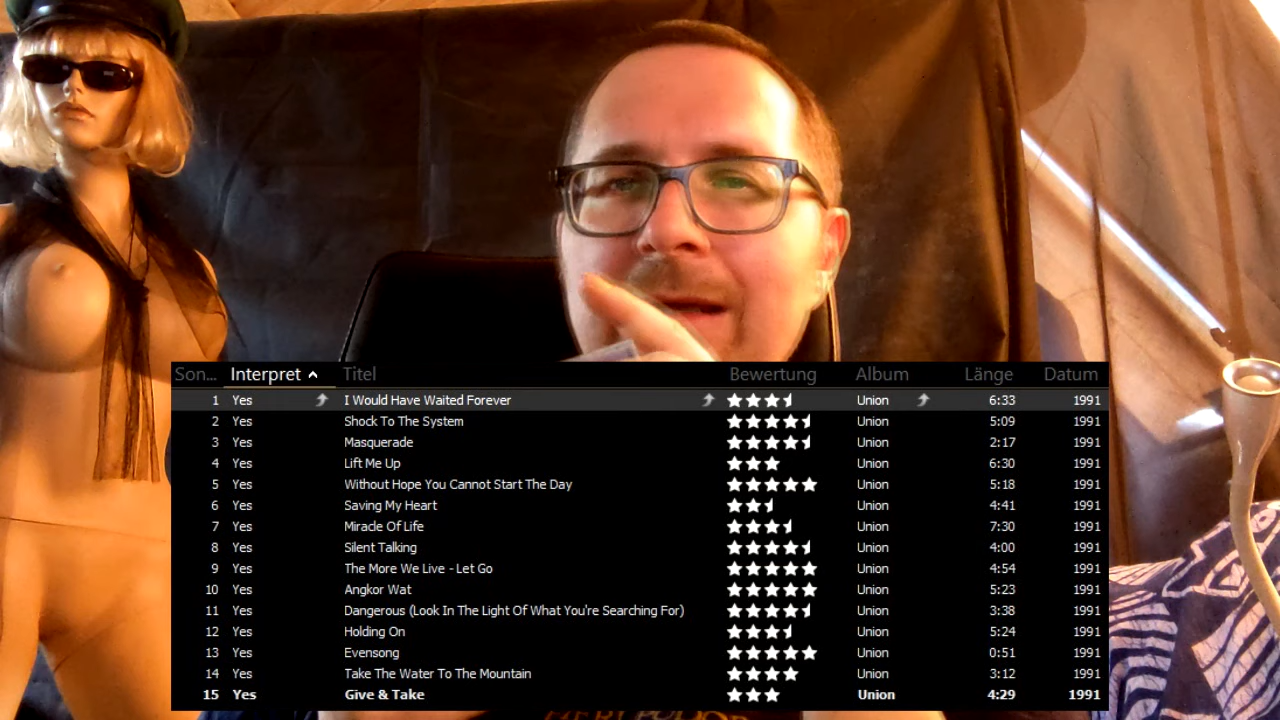 Son... Interpret Titel Bewertung Album Länge Datum
1 Yes I Would Have Waited Forever Union 6:33 1991
2 Yes Shock To The System Union 5:09 1991
3 Yes Masquerade Union 2:17 1991
4 Yes Lift Me Up Union 6:30 1991
5 Yes Without Hope You Cannot Start The Day Union 5:18 1991
6 Yes Saving My Heart Union 4:41 1991
7 Yes Miracle Of Life Union 7:30 1991
8 Yes Silent Talking Union 4:00 1991
9 Yes The More We Live - Let Go Union 4:54 1991
10 Yes Angkor Wat Union 5:23 1991
11 Yes Dangerous (Look In The Light Of What You're Searching For) Union 3:38 1991
12 Yes Holding On Union 5:24 1991
13 Yes Evensong Union 0:51 1991
14 Yes Take The Water To The Mountain Union 3:12 1991
15 Yes Give & Take Union 4:29 1991